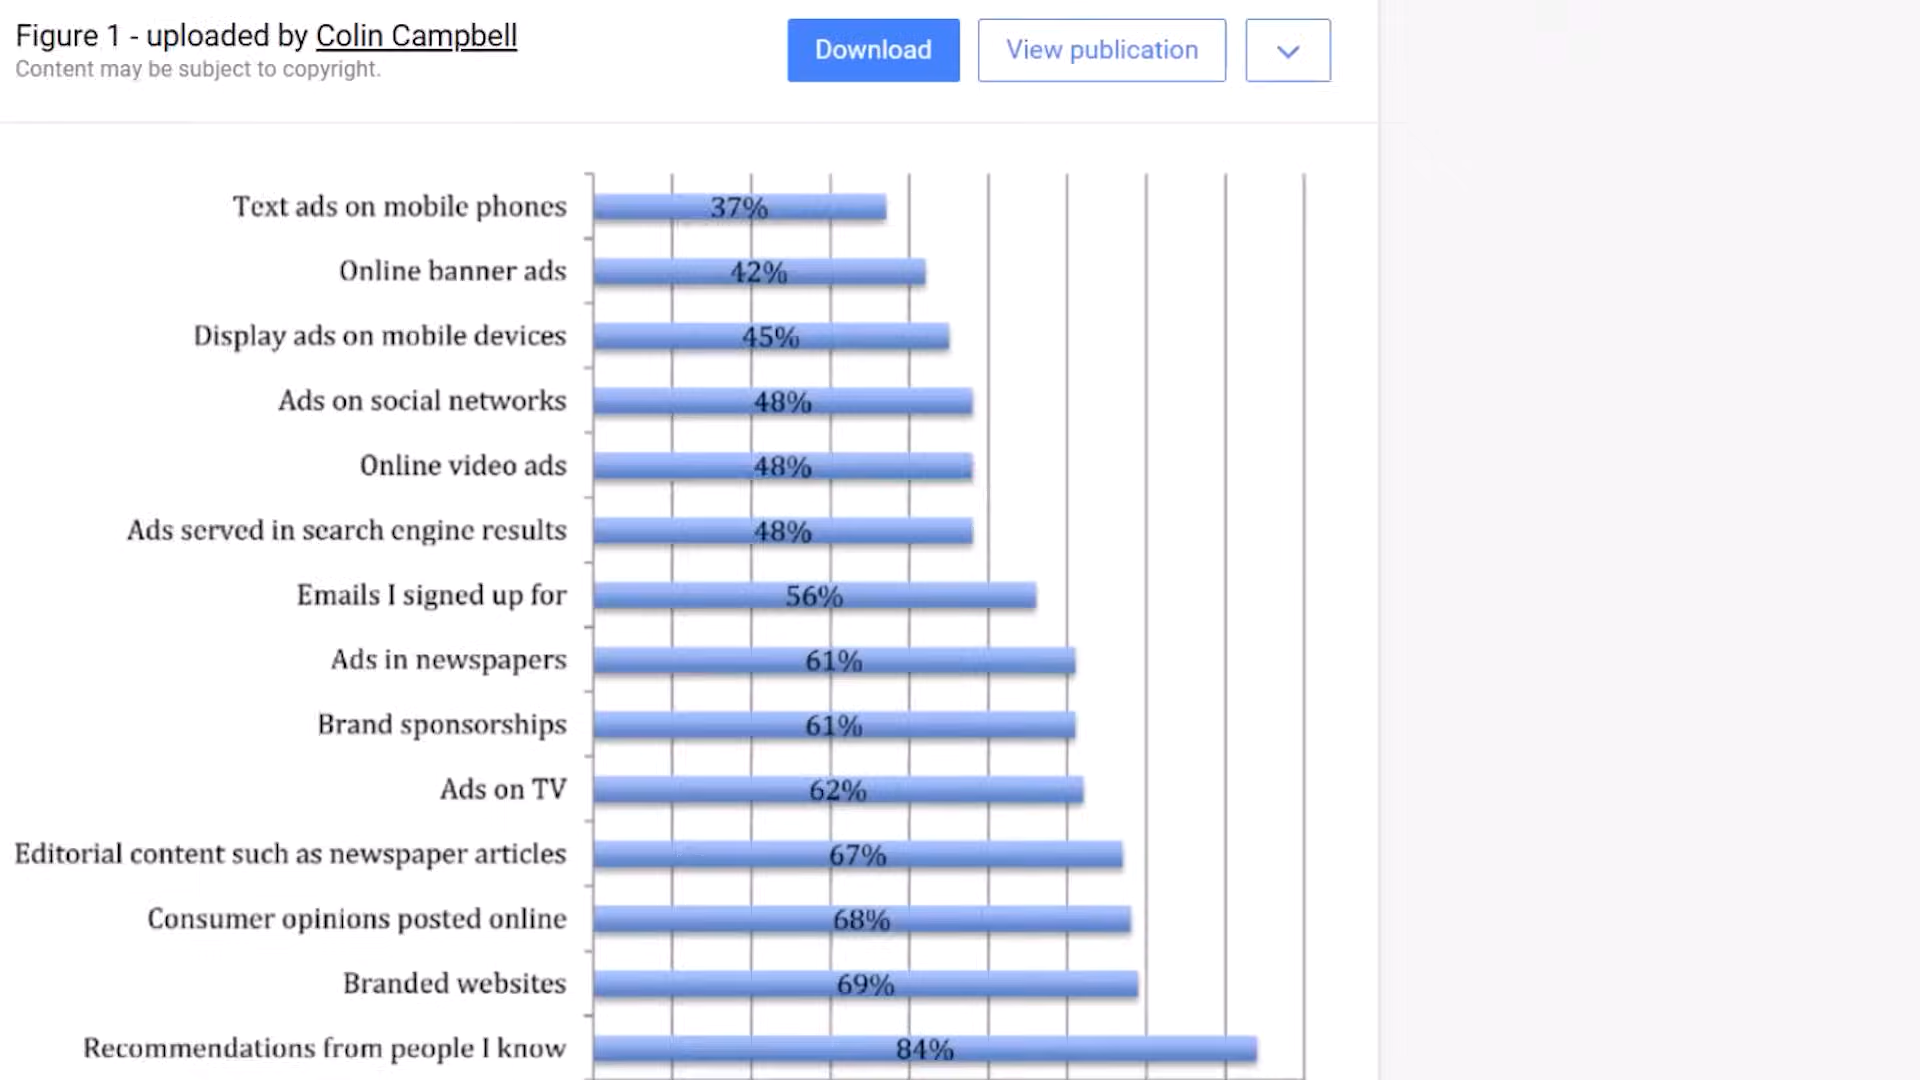 Figure 1 - uploaded by Colin Campbell
Content may be subject to copyright.
Download
View publication
Text ads on mobile phones 37%
Online banner ads 42%
Display ads on mobile devices 45%
Ads on social networks 48%
Online video ads 48%
Ads served in search engine results 48%
Emails I signed up for 56%
Ads in newspapers 61%
Brand sponsorships 61%
Ads on TV 62%
Editorial content such as newspaper articles 67%
Consumer opinions posted online 68%
Branded websites 69%
Recommendations from people I know 84%